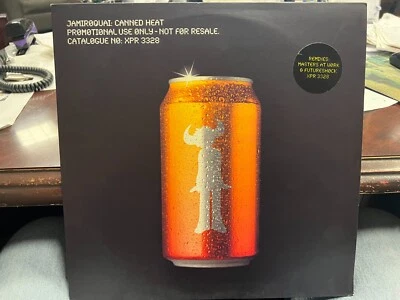 JAMIROQUAI: CANNED HEAT
PROMOTIONAL USE ONLY - NOT FOR RESALE.
CATALOGUE NO: XPR 3328
REMIXES:
MASTERS AT WORK
& FUTURESHOCK
XPR 3328